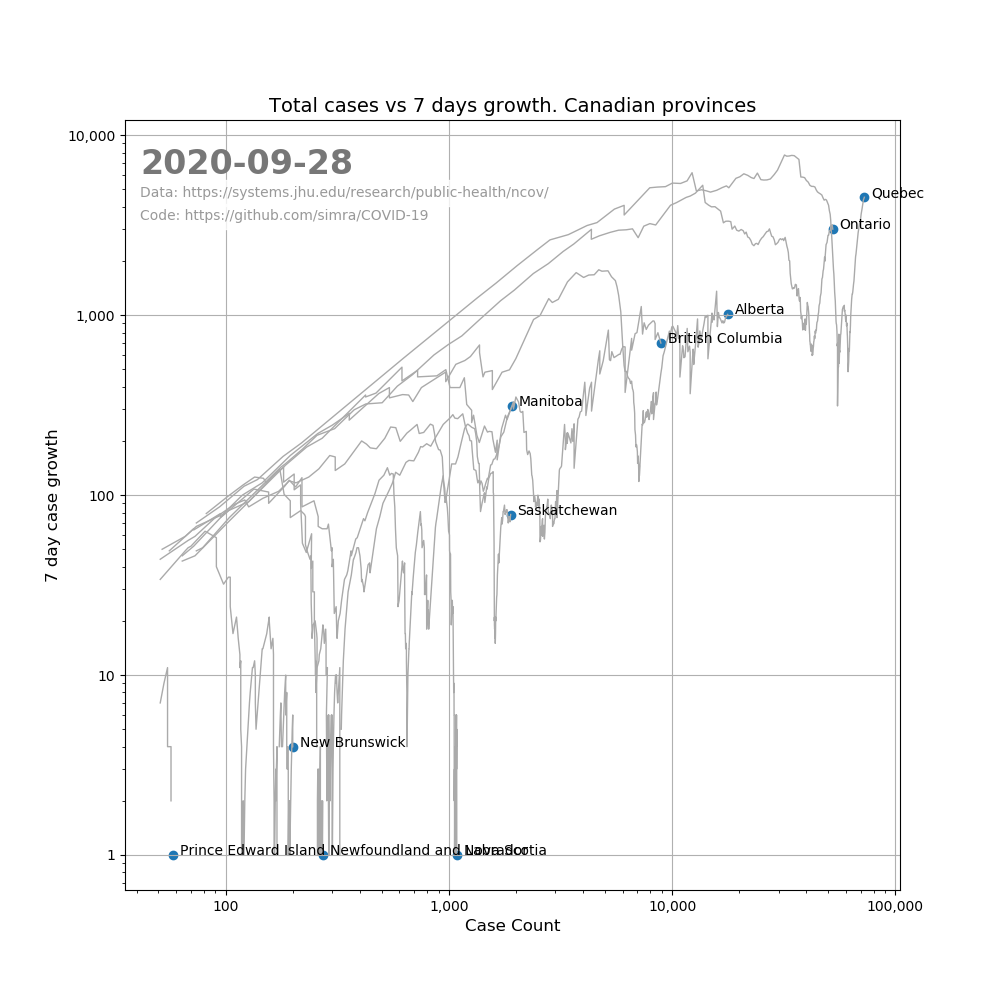 Total cases vs 7 days growth. Canadian provinces
10,000
2020-09-28
Data: https://systems.jhu.edu/research/public-health/ncov/
Quebec
Code: https://github.com/simra/COVID-19
Ontario
1,000
Alberta
British Columbia
Manitoba
100
Saskatchewan
7 day case growth
10
New Brunswick
1
Prince Edward Island
Newfoundland and Labrador
Nova Scotia
100
1,000
10,000
100,000
Case Count